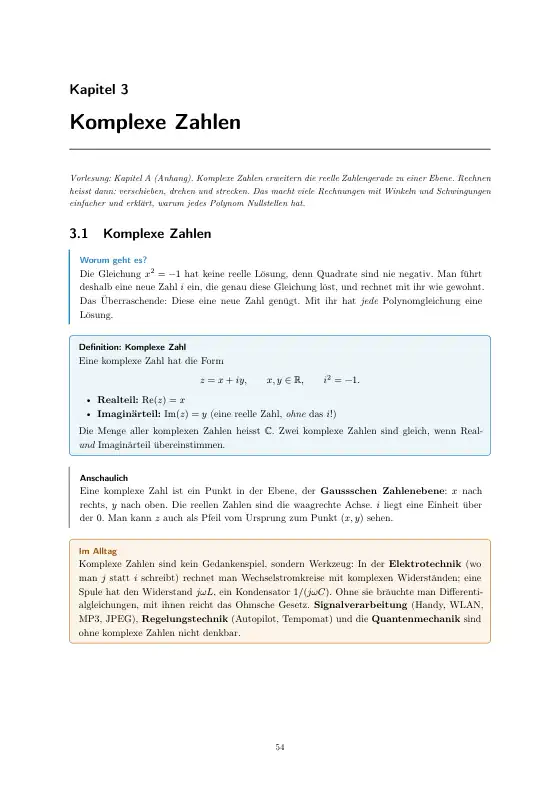 Kapitel 3
Komplexe Zahlen
Vorlesung: Kapitel A (Anhang). Komplexe Zahlen erweitern die reelle Zahlengerade zu einer Ebene. Rechnen
heisst dann: verschieben, drehen und strecken. Das macht viele Rechnungen mit Winkeln und Schwingungen
einfacher und erklärt, warum jedes Polynom Nullstellen hat.
3.1 Komplexe Zahlen
Worum geht es?
Die Gleichung x² = −1 hat keine reelle Lösung, denn Quadrate sind nie negativ. Man führt
deshalb eine neue Zahl i ein, die genau diese Gleichung löst, und rechnet mit ihr wie gewohnt.
Das Überraschende: Diese eine neue Zahl genügt. Mit ihr hat jede Polynomgleichung eine
Lösung.
Definition: Komplexe Zahl
Eine komplexe Zahl hat die Form
z = x + iy, x, y ∈ ℝ, i² = −1.
• Realteil: Re(z) = x
• Imaginärteil: Im(z) = y (eine reelle Zahl, ohne das i!)
Die Menge aller komplexen Zahlen heisst ℂ. Zwei komplexe Zahlen sind gleich, wenn Real-
und Imaginärteil übereinstimmen.
Anschaulich
Eine komplexe Zahl ist ein Punkt in der Ebene, der Gaussschen Zahlenebene: x nach
rechts, y nach oben. Die reellen Zahlen sind die waagrechte Achse. i liegt eine Einheit über
der 0. Man kann z auch als Pfeil vom Ursprung zum Punkt (x, y) sehen.
Im Alltag
Komplexe Zahlen sind kein Gedankenspiel, sondern Werkzeug: In der Elektrotechnik (wo
man j statt i schreibt) rechnet man Wechselstromkreise mit komplexen Widerständen; eine
Spule hat den Widerstand jωL, ein Kondensator 1/(jωC). Ohne sie bräuchte man Differenti-
algleichungen, mit ihnen reicht das Ohmsche Gesetz. Signalverarbeitung (Handy, WLAN,
MP3, JPEG), Regelungstechnik (Autopilot, Tempomat) und die Quantenmechanik sind
ohne komplexe Zahlen nicht denkbar.
54